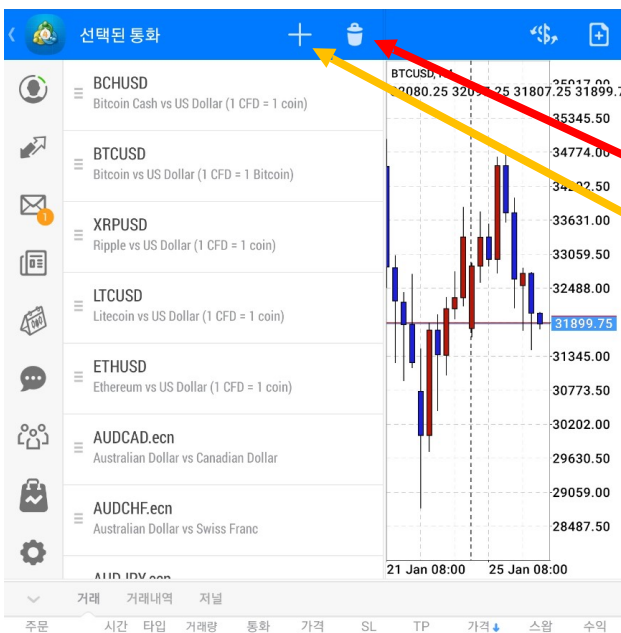 선택된 통화
BCHUSD
Bitcoin Cash vs US Dollar (1 CFD = 1 coin)
BTCUSD
Bitcoin vs US Dollar (1 CFD = 1 Bitcoin)
XRPUSD
Ripple vs US Dollar (1 CFD = 1 coin)
LTCUSD
Litecoin vs US Dollar (1 CFD = 1 coin)
ETHUSD
Ethereum vs US Dollar (1 CFD = 1 coin)
AUDCAD.ecn
Australian Dollar vs Canadian Dollar
AUDCHF.ecn
Australian Dollar vs Swiss Franc
1
BTCUSD,
31899.
35345.50
34774.00
33631.00
33059.50
32488.00
31899.75
31345.00
30773.50
30202.00
29630.50
29059.00
28487.50
21 Jan 08:00 25 Jan 08:00
거래 거래내역 저널
주문 시간 타입 거래량 통화 가격 SL TP 가격 스왑 수익